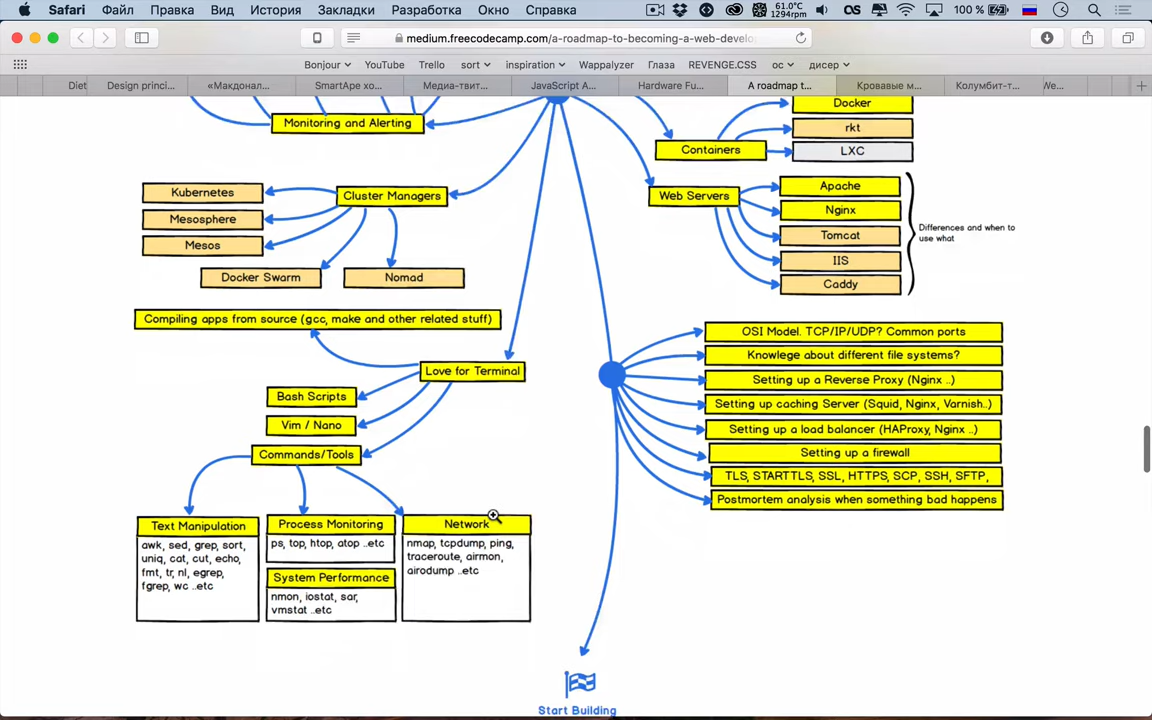 Safari Файл Правка Вид История Закладки Разработка Окно Справка
61.0°C
1294rpm
100 %
medium.freecodecamp.com/a-roadmap-to-becoming-a-web-develo
Bonjour YouTube Trello sort inspiration Wappalyzer Глаза REVENGE.CSS ос дисер
Diet Design princi... «Макдонал... SmartApe хо... Медиа-твит... JavaScript A... Hardware Fu... A roadmap t... Кровавые м... Колумбит-т... We...
Monitoring and Alerting
Docker
rkt
Containers
LXC
Kubernetes
Cluster Managers
Mesosphere
Mesos
Docker Swarm
Nomad
Web Servers
Apache
Nginx
Tomcat
IIS
Caddy
Differences and when to
use what
Compiling apps from source (gcc, make and other related stuff)
Love for Terminal
Bash Scripts
Vim / Nano
Commands/Tools
OSI Model. TCP/IP/UDP? Common ports
Knowlege about different file systems?
Setting up a Reverse Proxy (Nginx ..)
Setting up caching Server (Squid, Nginx, Varnish..)
Setting up a load balancer (HAProxy, Nginx ..)
Setting up a firewall
TLS, STARTTLS, SSL, HTTPS, SCP, SSH, SFTP,
Postmortem analysis when something bad happens
Text Manipulation
awk, sed, grep, sort,
uniq, cat, cut, echo,
fmt, tr, nl, egrep,
fgrep, wc ..etc
Process Monitoring
ps, top, htop, atop ..etc
System Performance
nmon, iostat, sar,
vmstat ..etc
Network
nmap, tcpdump, ping,
traceroute, airmon,
airodump ..etc
Start Building